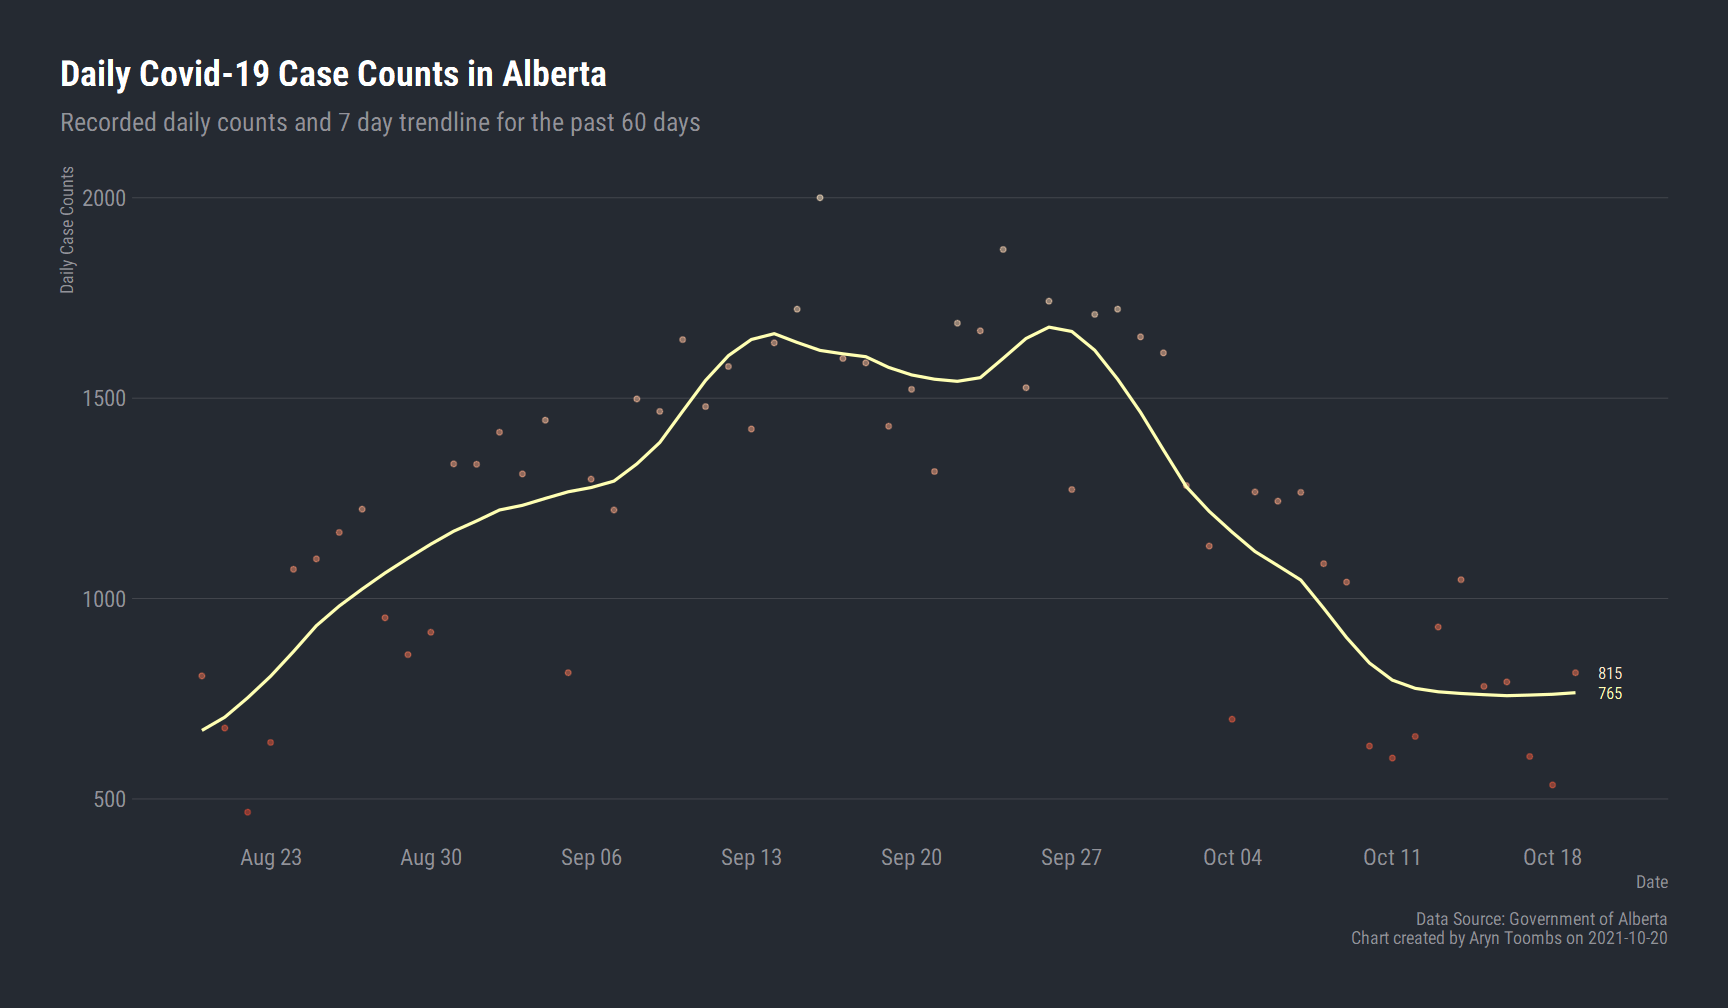 Daily Covid-19 Case Counts in Alberta
Recorded daily counts and 7 day trendline for the past 60 days
Daily Case Counts
2000
1500
1000
500
815
765
Aug 23
Aug 30
Sep 06
Sep 13
Sep 20
Sep 27
Oct 04
Oct 11
Oct 18
Date
Data Source: Government of Alberta
Chart created by Aryn Toombs on 2021-10-20